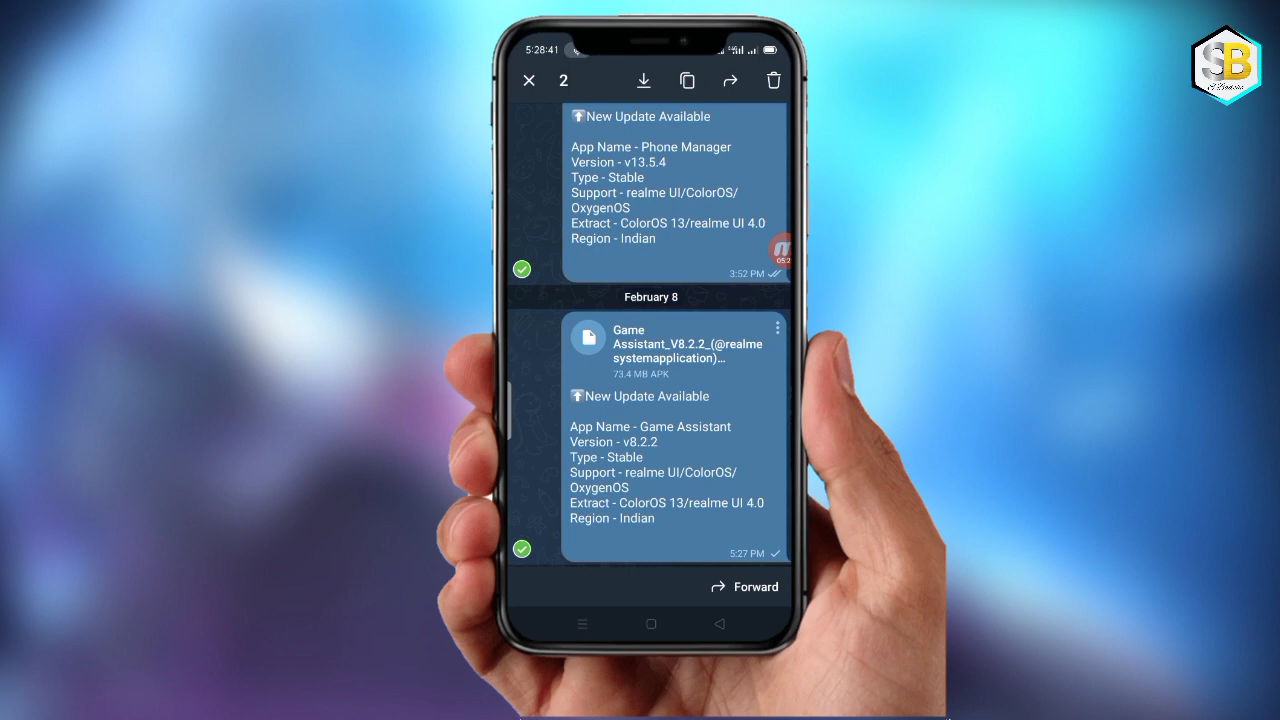 5:28:41
2
New Update Available
App Name - Phone Manager
Version - v13.5.4
Type - Stable
Support - realme UI/ColorOS/
OxygenOS
Extract - ColorOS 13/realme UI 4.0
Region - Indian
3:52 PM
February 8
Game
Assistant_V8.2.2_(@realme
systemapplication)...
73.4 MB APK
New Update Available
App Name - Game Assistant
Version - v8.2.2
Type - Stable
Support - realme UI/ColorOS/
OxygenOS
Extract - ColorOS 13/realme UI 4.0
Region - Indian
5:27 PM
Forward
SB